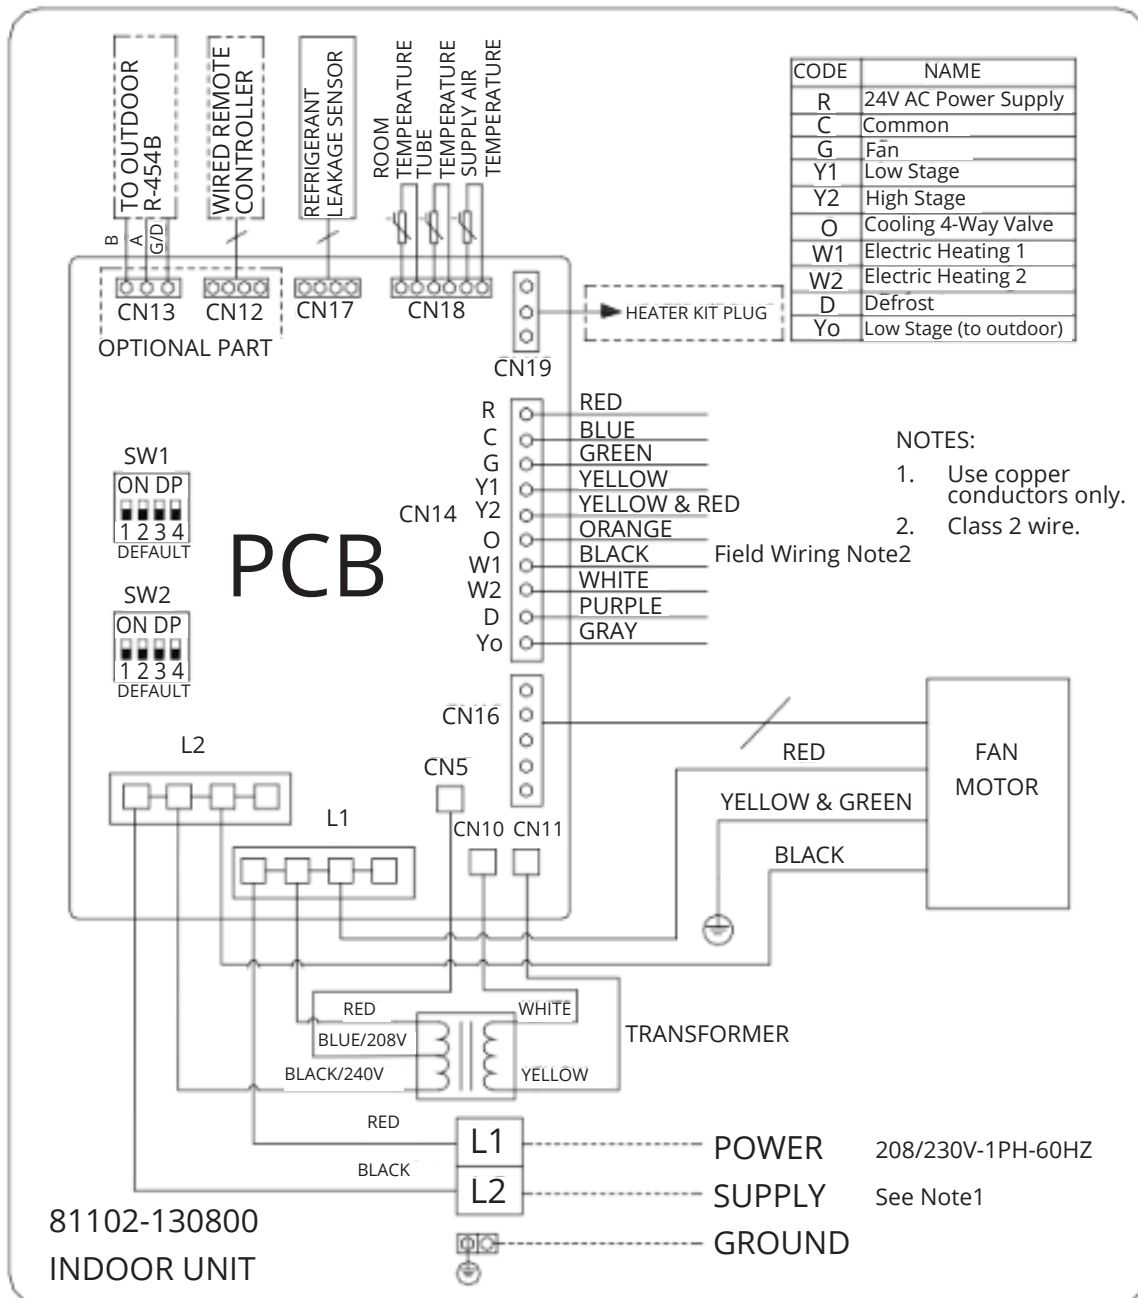 TO OUTDOOR
R-454B
WIRED REMOTE
CONTROLLER
REFRIGERANT
LEAKAGE SENSOR
ROOM
TEMPERATURE
TUBE
TEMPERATURE
SUPPLY AIR
TEMPERATURE
B
A
G/D
CN13
CN12
CN17
CN18
OPTIONAL PART
CN19
HEATER KIT PLUG
CODE NAME
R 24V AC Power Supply
C Common
G Fan
Y1 Low Stage
Y2 High Stage
O Cooling 4-Way Valve
W1 Electric Heating 1
W2 Electric Heating 2
D Defrost
Yo Low Stage (to outdoor)
NOTES:
1. Use copper
conductors only.
2. Class 2 wire.
SW1
ON DP
1 2 3 4
DEFAULT
SW2
ON DP
1 2 3 4
DEFAULT
PCB
CN14
R RED
C BLUE
G GREEN
Y1 YELLOW
Y2 YELLOW & RED
O ORANGE
W1 BLACK
W2 WHITE
D PURPLE
Yo GRAY
Field Wiring Note2
CN16
L2
CN5
L1
CN10
CN11
RED
YELLOW & GREEN
BLACK
FAN
MOTOR
RED
BLUE/208V
BLACK/240V
WHITE
YELLOW
TRANSFORMER
RED
BLACK
L1
L2
POWER 208/230V-1PH-60HZ
SUPPLY See Note1
GROUND
81102-130800
INDOOR UNIT